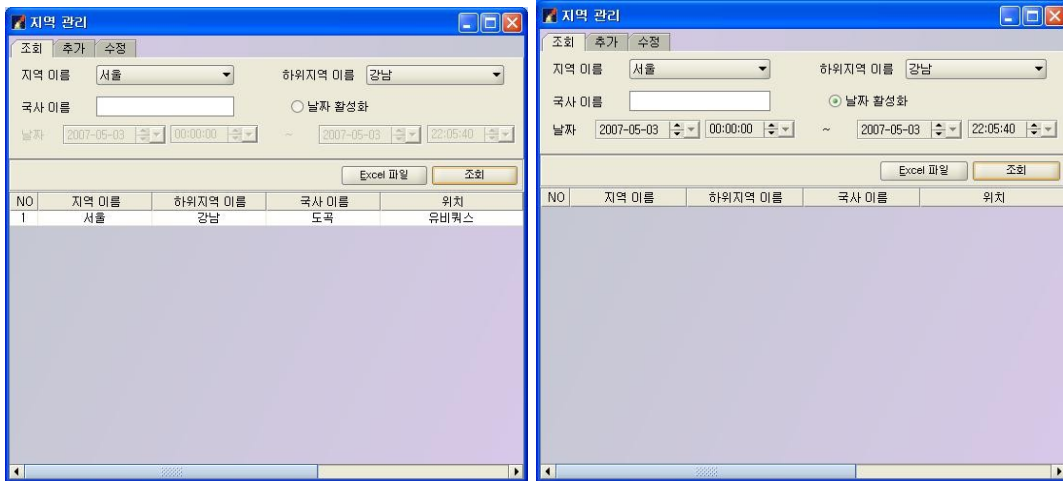 지역 관리
조회 추가 수정
지역 이름 서울 하위지역 이름 강남
국사 이름 날짜 활성화
날짜 2007-05-03 00:00:00 ~ 2007-05-03 22:05:40
Excel 파일 조회
NO 지역 이름 하위지역 이름 국사 이름 위치
1 서울 강남 도곡 유비쿼스
지역 관리
조회 추가 수정
지역 이름 서울 하위지역 이름 강남
국사 이름 날짜 활성화
날짜 2007-05-03 00:00:00 ~ 2007-05-03 22:05:40
Excel 파일 조회
NO 지역 이름 하위지역 이름 국사 이름 위치